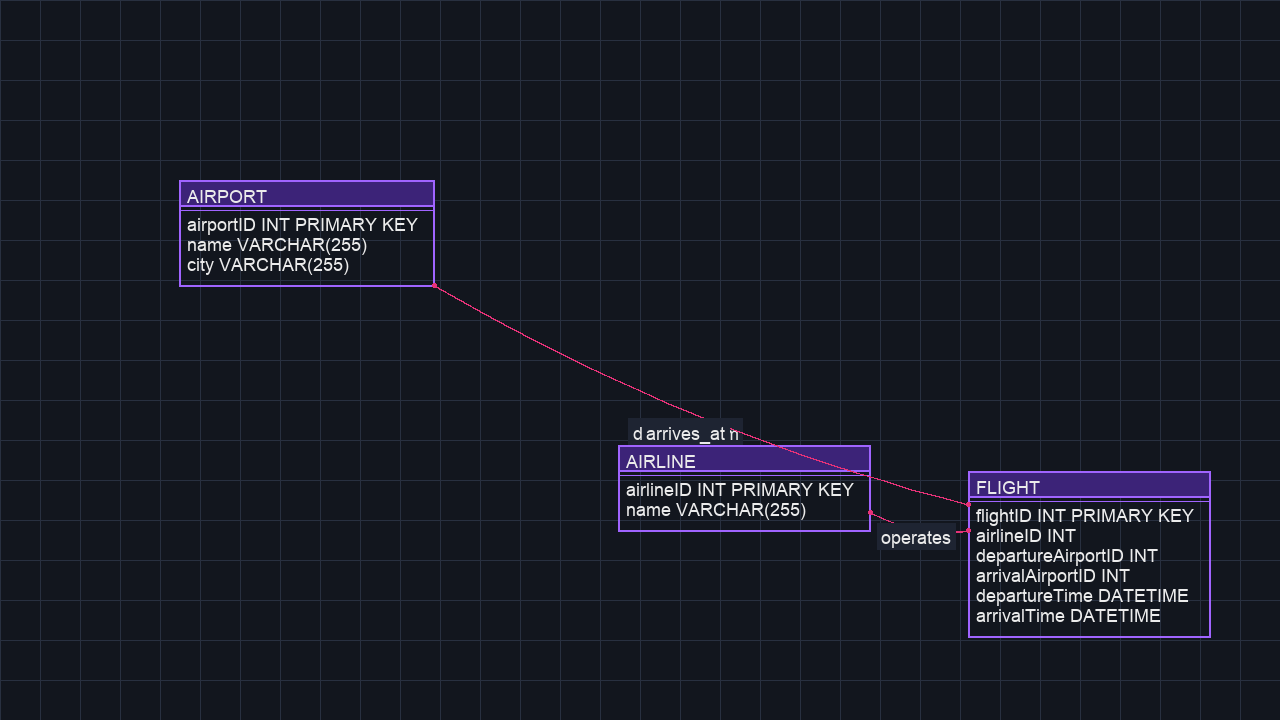 AIRPORT
airportID INT PRIMARY KEY
name VARCHAR(255)
city VARCHAR(255)
arrives_at
AIRLINE
airlineID INT PRIMARY KEY
name VARCHAR(255)
operates
FLIGHT
flightID INT PRIMARY KEY
airlineID INT
departureAirportID INT
arrivalAirportID INT
departureTime DATETIME
arrivalTime DATETIME